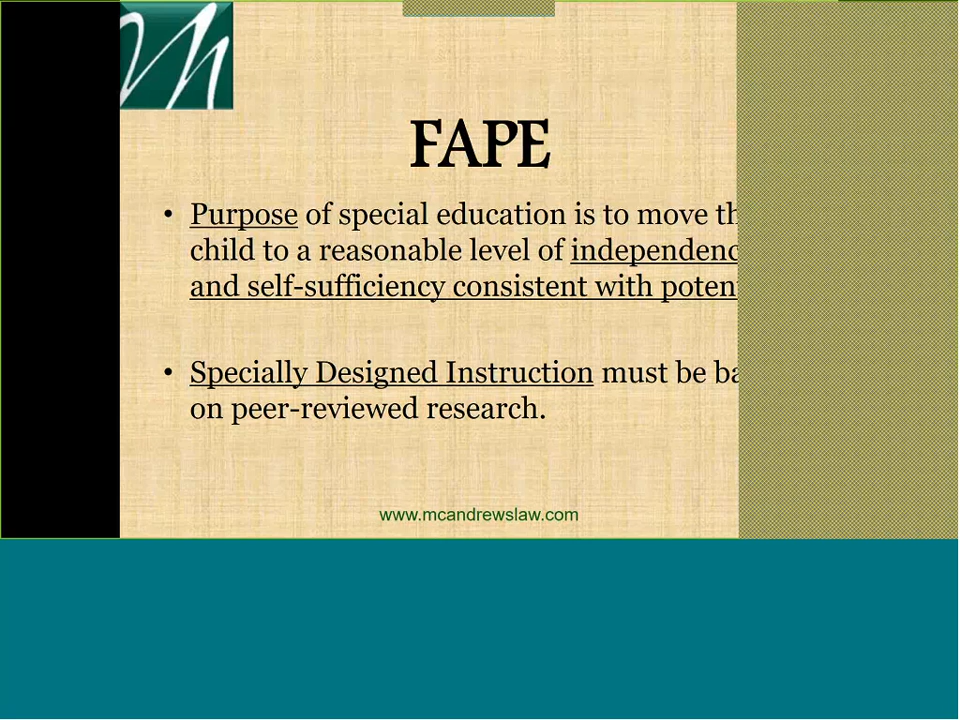 FAPE
• Purpose of special education is to move th
child to a reasonable level of independenc
and self-sufficiency consistent with poten
• Specially Designed Instruction must be ba
on peer-reviewed research.
www.mcandrewslaw.com